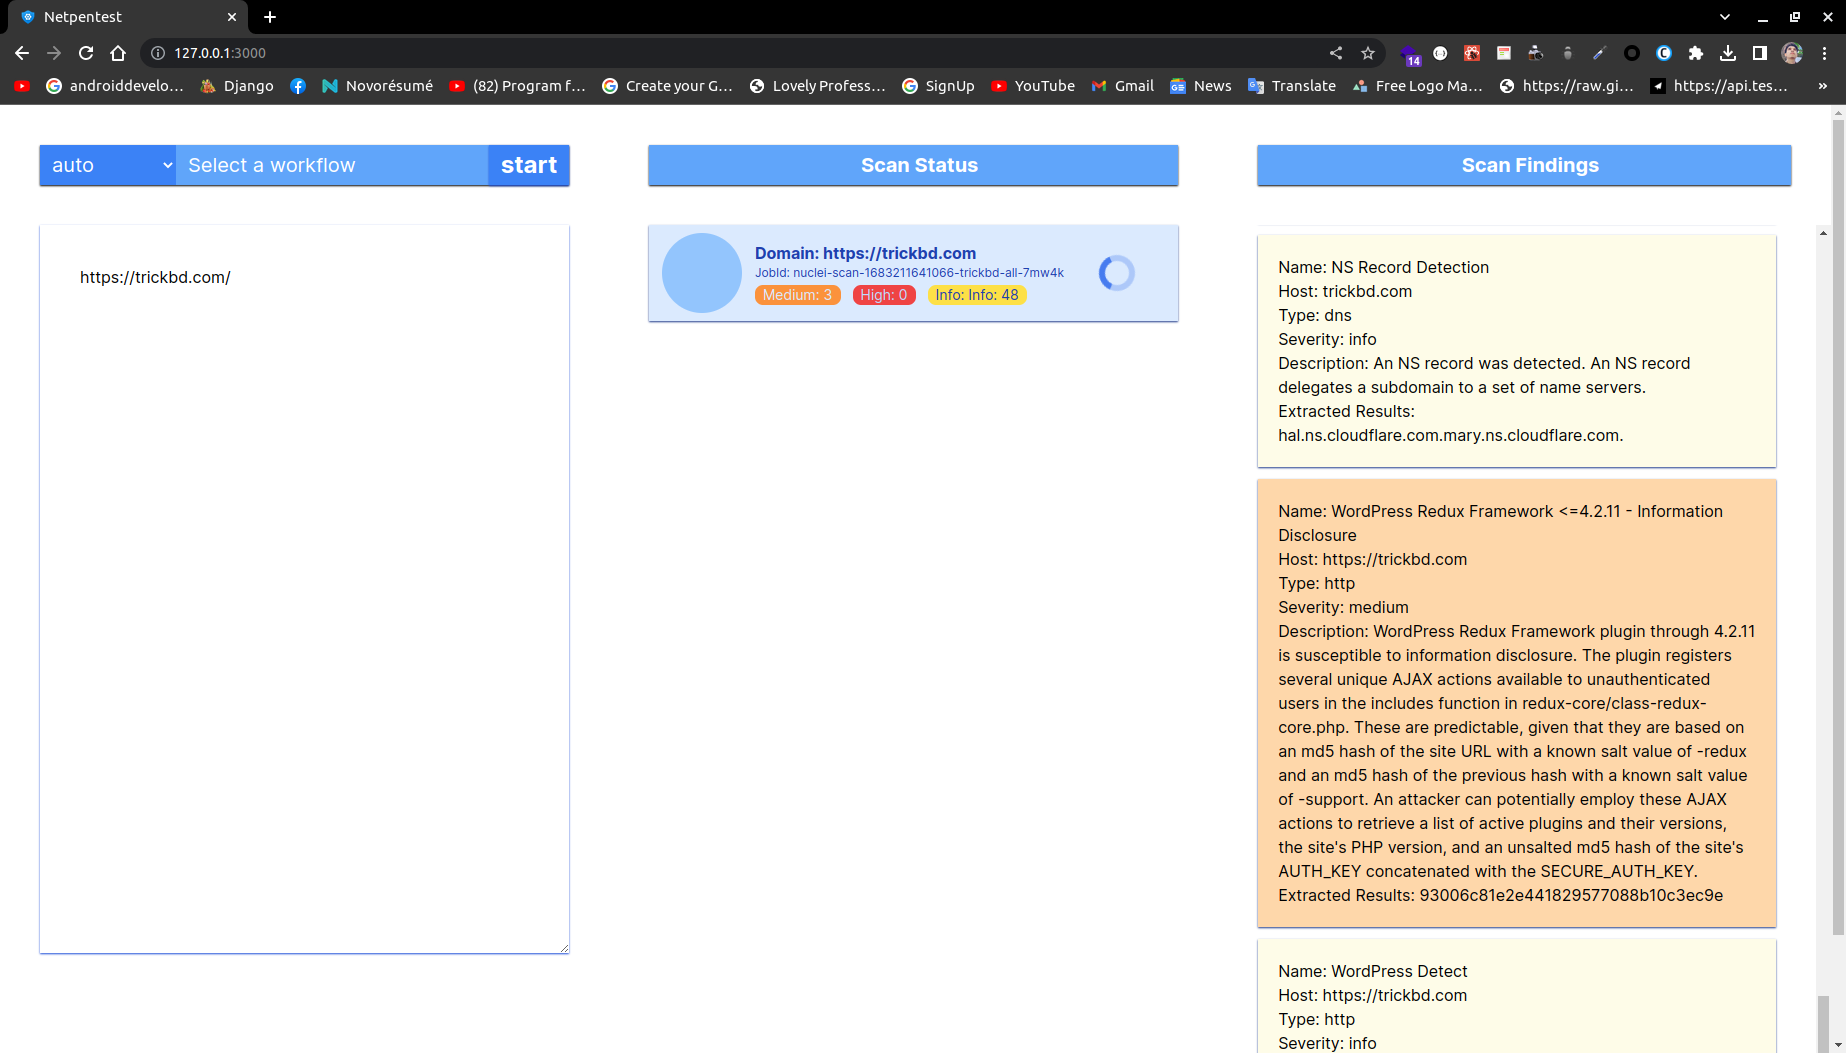 Netpentest
127.0.0.1:3000
14
androiddevelo...
Django
Novorésumé
(82) Program f...
Create your G...
Lovely Profess...
SignUp
YouTube
Gmail
News
Translate
Free Logo Ma...
https://raw.gi...
https://api.tes...
»
auto
Select a workflow
start
https://trickbd.com/
Scan Status
Domain: https://trickbd.com
JobId: nuclei-scan-1683211641066-trickbd-all-7mw4k
Medium: 3
High: 0
Info: Info: 48
Scan Findings
Name: NS Record Detection
Host: trickbd.com
Type: dns
Severity: info
Description: An NS record was detected. An NS record
delegates a subdomain to a set of name servers.
Extracted Results:
hal.ns.cloudflare.com.mary.ns.cloudflare.com.
Name: WordPress Redux Framework <=4.2.11 - Information
Disclosure
Host: https://trickbd.com
Type: http
Severity: medium
Description: WordPress Redux Framework plugin through 4.2.11
is susceptible to information disclosure. The plugin registers
several unique AJAX actions available to unauthenticated
users in the includes function in redux-core/class-redux-
core.php. These are predictable, given that they are based on
an md5 hash of the site URL with a known salt value of -redux
and an md5 hash of the previous hash with a known salt value
of -support. An attacker can potentially employ these AJAX
actions to retrieve a list of active plugins and their versions,
the site's PHP version, and an unsalted md5 hash of the site's
AUTH_KEY concatenated with the SECURE_AUTH_KEY.
Extracted Results: 93006c81e2e441829577088b10c3ec9e
Name: WordPress Detect
Host: https://trickbd.com
Type: http
Severity: info